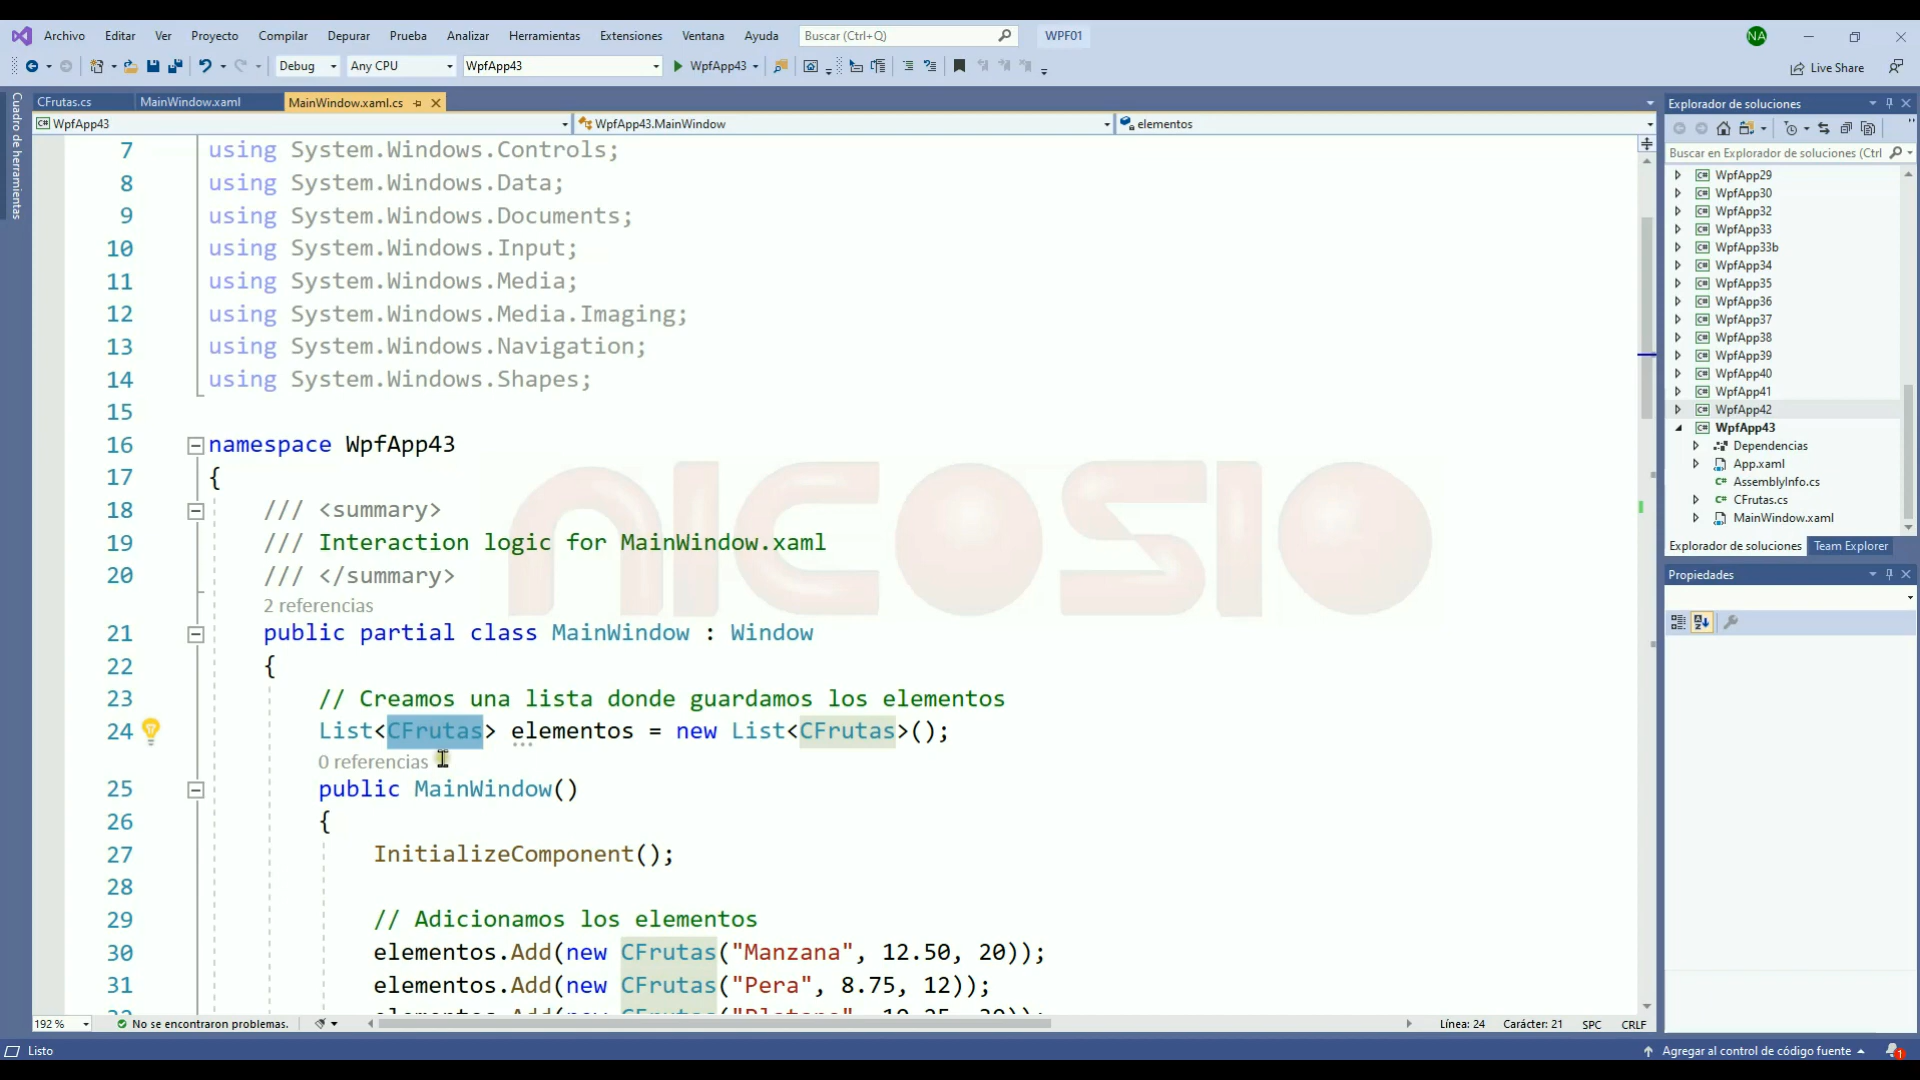 Archivo Editar Ver Proyecto Compilar Depurar Prueba Analizar Herramientas Extensiones Ventana Ayuda Buscar (Ctrl+Q) WPF01 NA
Debug Any CPU WpfApp43 WpfApp43 Live Share
Cuadro de herramientas
CFrutas.cs MainWindow.xaml MainWindow.xaml.cs
WpfApp43 WpfApp43.MainWindow elementos
7 using System.Windows.Controls;
8 using System.Windows.Data;
9 using System.Windows.Documents;
10 using System.Windows.Input;
11 using System.Windows.Media;
12 using System.Windows.Media.Imaging;
13 using System.Windows.Navigation;
14 using System.Windows.Shapes;
15
16 namespace WpfApp43
17 {
18 /// <summary>
19 /// Interaction logic for MainWindow.xaml
20 /// </summary>
2 referencias
21 public partial class MainWindow : Window
22 {
23 // Creamos una lista donde guardamos los elementos
24 List<CFrutas> elementos = new List<CFrutas>();
0 referencias
25 public MainWindow()
26 {
27 InitializeComponent();
28
29 // Adicionamos los elementos
30 elementos.Add(new CFrutas("Manzana", 12.50, 20));
31 elementos.Add(new CFrutas("Pera", 8.75, 12));
NICOSIO
192 % No se encontraron problemas. Línea: 24 Carácter: 21 SPC CRLF
Explorador de soluciones
Buscar en Explorador de soluciones (Ctrl
WpfApp29
WpfApp30
WpfApp32
WpfApp33
WpfApp33b
WpfApp34
WpfApp35
WpfApp36
WpfApp37
WpfApp38
WpfApp39
WpfApp40
WpfApp41
WpfApp42
WpfApp43
Dependencias
App.xaml
AssemblyInfo.cs
CFrutas.cs
MainWindow.xaml
Explorador de soluciones Team Explorer
Propiedades
Listo Agregar al control de código fuente 1